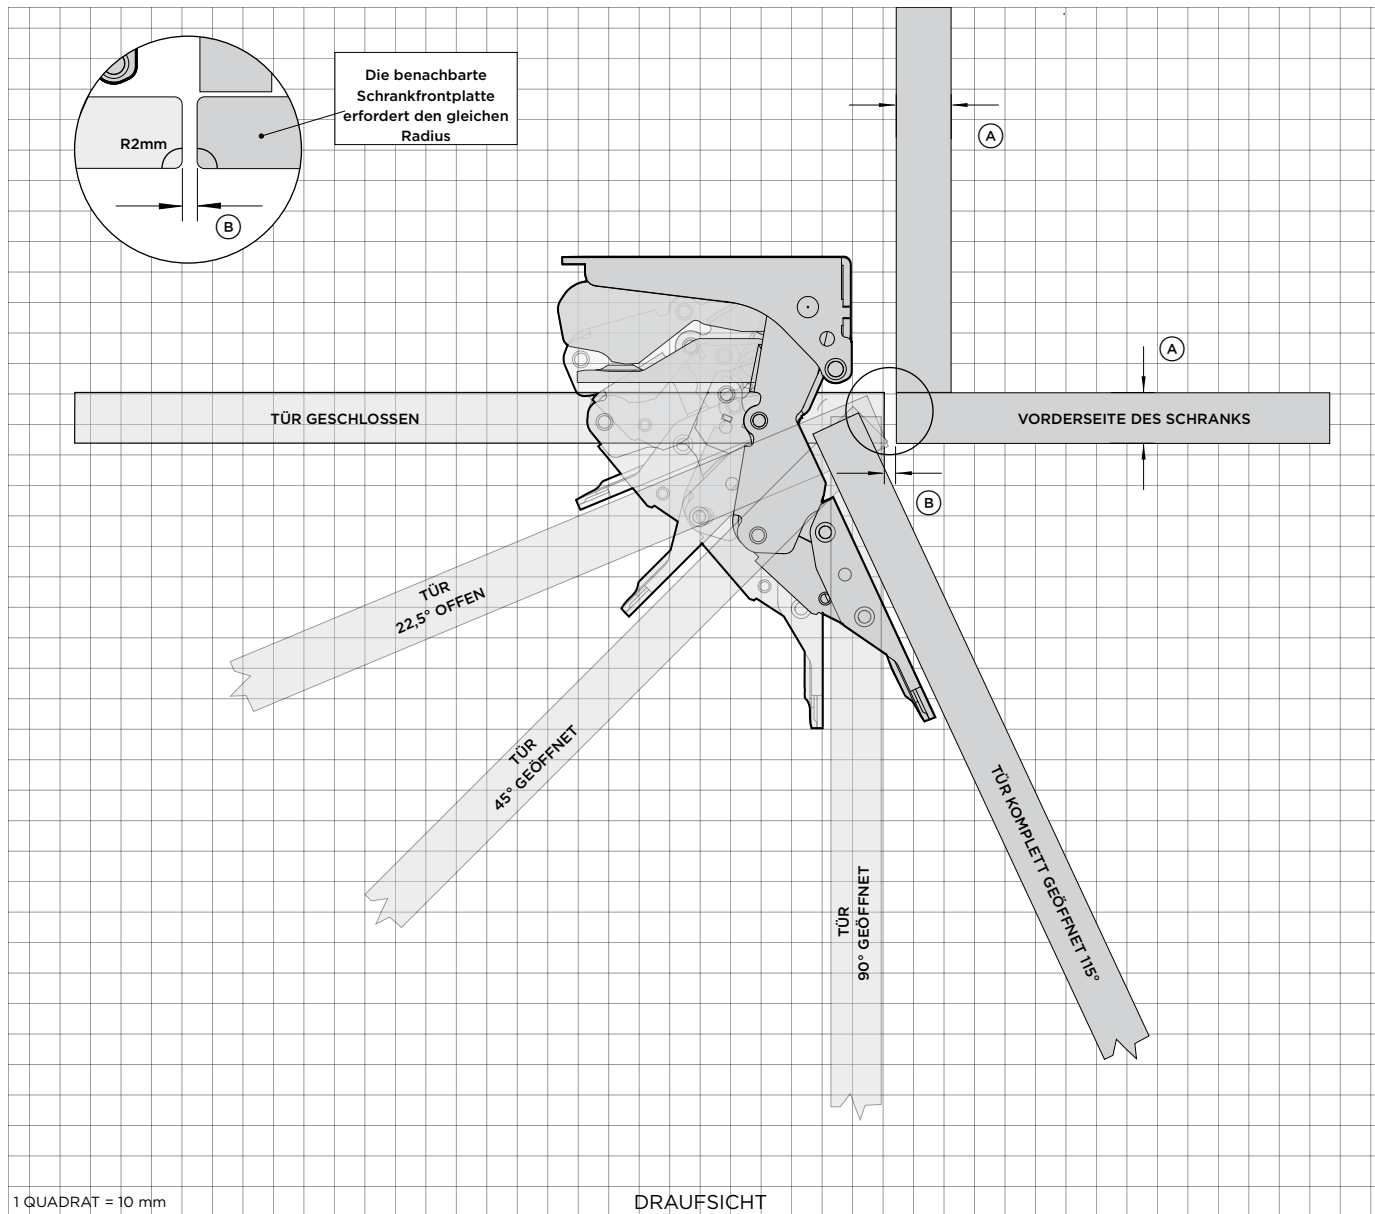 Die benachbarte
Schrankfrontplatte
erfordert den gleichen
Radius
R2mm
B
A
A
TÜR GESCHLOSSEN
VORDERSEITE DES SCHRANKS
B
TÜR
22,5° OFFEN
TÜR
45° GEÖFFNET
TÜR
90° GEÖFFNET
TÜR KOMPLETT GEÖFFNET 115°
1 QUADRAT = 10 mm
DRAUFSICHT